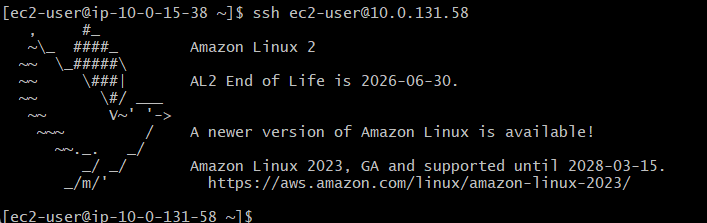 [ec2-user@ip-10-0-15-38 ~]$ ssh ec2-user@10.0.131.58
   ,     #_
   ~\_  ####_        Amazon Linux 2
  ~~  \_#####\
  ~~     \###|       AL2 End of Life is 2026-06-30.
  ~~       \#/ ___
   ~~       V~' '->
    ~~~         /    A newer version of Amazon Linux is available!
      ~~._.   _/
         _/ _/       Amazon Linux 2023, GA and supported until 2028-03-15.
       _/m/'           https://aws.amazon.com/linux/amazon-linux-2023/
[ec2-user@ip-10-0-131-58 ~]$